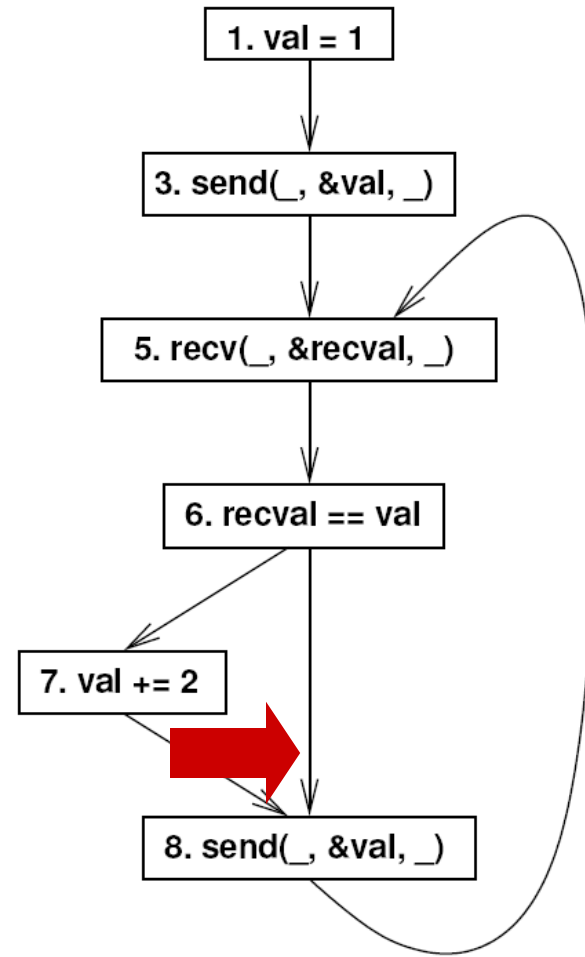 1. val = 1
3. send(_, &val, _)
5. recv(_, &recval, _)
6. recval == val
7. val += 2
8. send(_, &val, _)